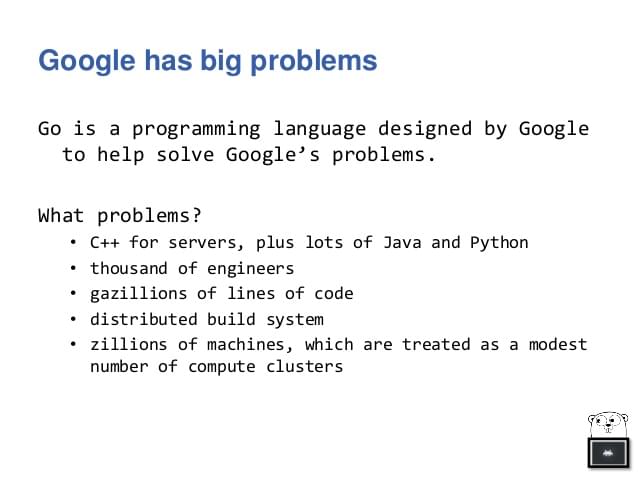 Google has big problems
Go is a programming language designed by Google
to help solve Google’s problems.
What problems?
• C++ for servers, plus lots of Java and Python
• thousand of engineers
• gazillions of lines of code
• distributed build system
• zillions of machines, which are treated as a modest
number of compute clusters